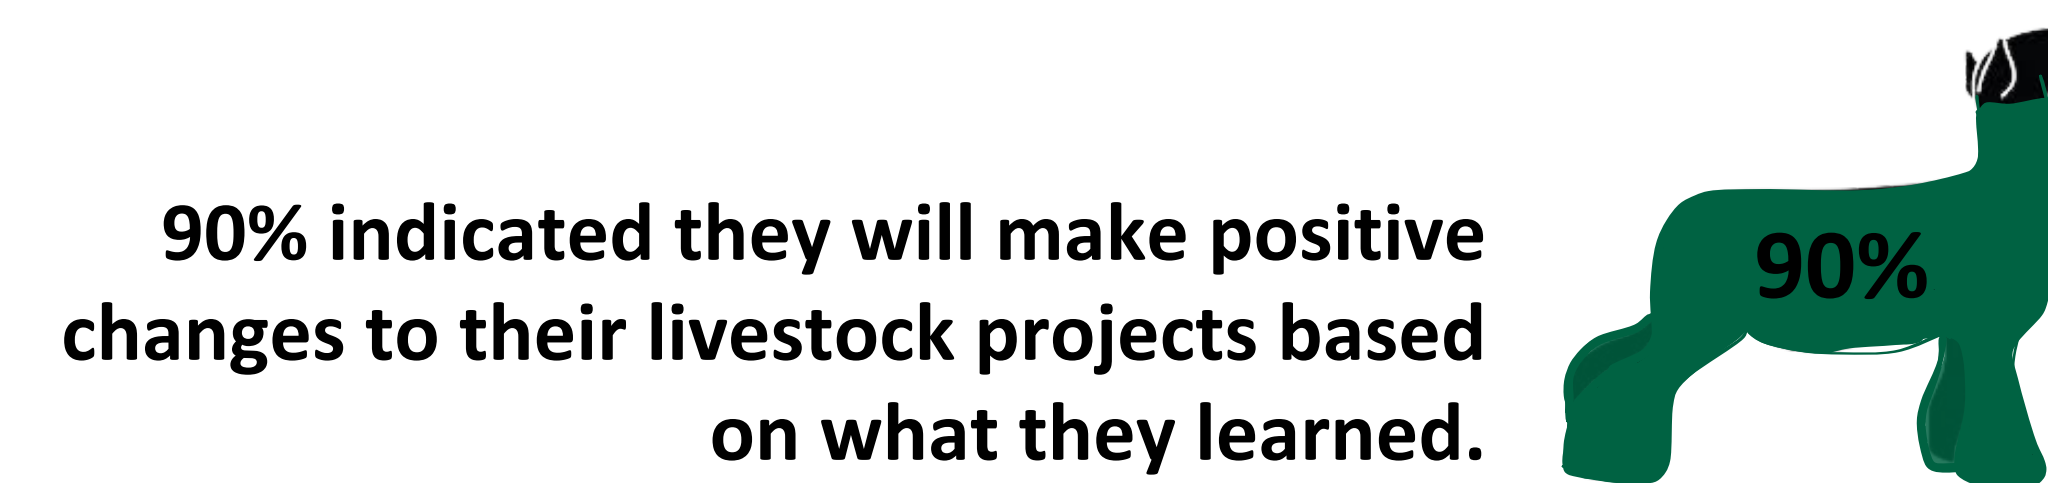 90% indicated they will make positive
changes to their livestock projects based
on what they learned.
90%